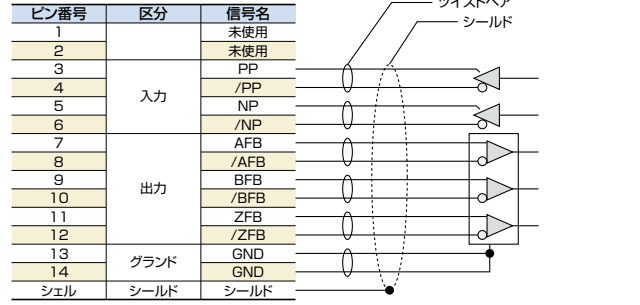 ツイストペア
シールド
ピン番号 区分 信号名
1 未使用
2 未使用
3 PP
4 /PP
入力
5 NP
6 /NP
7 AFB
8 /AFB
9 BFB
出力
10 /BFB
11 ZFB
12 /ZFB
13 GND
グランド
14 GND
シェル シールド シールド